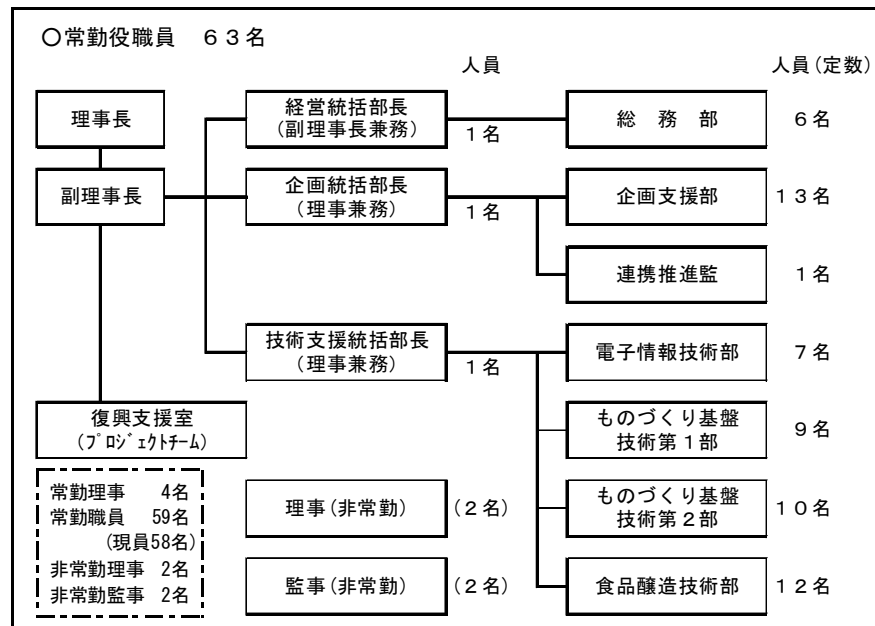 ○常勤役職員 ６３名
人員 人員(定数)
理事長
経営統括部長
(副理事長兼務)
１名
総 務 部
６名
副理事長
企画統括部長
(理事兼務)
１名
企画支援部
１３名
連携推進監
１名
技術支援統括部長
(理事兼務)
１名
電子情報技術部
７名
復興支援室
(ﾌﾟﾛｼﾞｪｸﾄチーム)
ものづくり基盤
技術第１部
９名
常勤理事 4名
常勤職員 59名
(現員58名)
非常勤理事 2名
非常勤監事 2名
理事(非常勤)
(２名)
ものづくり基盤
技術第２部
１０名
監事(非常勤)
(２名)
食品醸造技術部
１２名